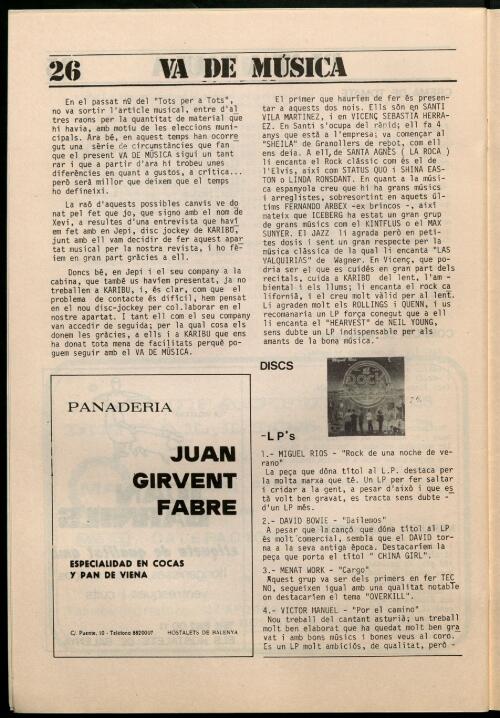 26 VA DE MÚSICA
En el passat nº del "Tots per a Tots",
no va sortir l'article musical, entre d'al
tres raons per la quantitat de material que
hi havia, amb motiu de les eleccions muni-
cipals. Ara bé, en aquest temps han ocorre
gut una sèrie de circumstàncies que fan
que el present VA DE MÚSICA sigui un tant
rar i que a partir d'ara hi trobeu unes
diferències en quant a gustos, a crítica...
però serà millor que deixem que el temps
ho defineixi.
La raó d'aquests possibles canvis ve do
nat pel fet que jo, que signo amb el nom de
Xevi, a resultes d'una entrevista que haví
em fet amb en Jepi, disc jockey de KARIBÚ,
junt amb ell vam decidir de fer aquest apar
tat musical per la nostra revista, i ho fè-
iem en gran part gràcies a ell.
Doncs bé, en Jepi i el seu company a la
cabina, que també us havíem presentat, ja no
treballen a KARIBÚ i, és clar, com que el
problema de contacte és difícil, hem pensat
en el nou disc-jockey per col.laborar en el
nostre apartat. I tant ell com el seu company
van accedir de seguida; per la qual cosa els
donem les gràcies, a ells i a KARIBU que ens
ha donat tota mena de facilitats perquè po-
guem seguir amb el VA DE MÚSICA.
PANADERIA
JUAN
GIRVENT
FABRE
ESPECIALIDAD EN COCAS
Y PAN DE VIENA
C/. Puente, 10 - Teléfono 8820017 HOSTALETS DE BALENYA
El primer que hauríem de fer és presen-
tar a aquests dos nois. Ells són en SANTI
VILA MARTINEZ, i en VICENÇ SEBASTIA HERRA-
EZ. En Santi s'ocupa del rànid; ell fa 4
anys que està a l'empresa; va començar al
"SHEILA" de Granollers de rebot, com ell
ens deia. A ell, de SANTA AGNÈS ( LA ROCA )
li encanta el Rock clàssic com és el de
l'Elvis, així com STATUS QUO i SHINA EAS-
TON o LINDA RONSDANT. En quant a la músi-
ca espanyola creu que hi ha grans músics
i arreglistes, sobresortint en aquests úl-
tims FERNANDO ARBEX -ex brincos -, així
mateix que ICEBERG ha estat un gran grup
de grans músics com el KINTFLUS o el MAX
SUNYER. El JAZZ li agrada però en peti-
tes dosis i sent un gran respecte per la
música clàssica de la qual li encanta "LAS
VALQUIRIAS" de Wagner. En Vicenç, que po-
dria ser el que es cuidés en gran part dels
recitals, cuida a KARIBÚ del lent, l'am -
biental i els llums; li encanta el rock ca
lifornià, i el creu molt vàlid per al lent.
Li agraden molt els ROLLINGS i QUENN, i us
recomanaria un LP força conegut que a ell
li encanta el "HEARVEST" de NEIL YOUNG,
sens dubte un LP indispensable per als
amants de la bona música."
DISCS
-LP's
1.- MIGUEL RIOS - "Rock de una noche de ve-
rano"
La peça que dóna títol al L.P. destaca per
la molta marxa que té. Un LP per fer saltar
i cridar a la gent, a pesar d'això i que es
tà volt ben gravat, es tracta sens dubte -
d'un LP més.
2.- DAVID BOWIE - "Dailemos"
A pesar que la cançó que dóna títol al LP
és molt comercial, sembla que el DAVID tor-
na a la seva antiga època. Destacaríem la
peça que porta el títol " CHINA GIRL".
3.- MENAT WORK - "Cargo"
Aquest grup va ser dels primers en fer TEC
NO, segueixen igual amb una qualitat notable
on destacaríem el tema "OVERKILL".
4.- VICTOR MANUEL - "Por el camino"
Nou treball del cantant asturià; un treball
molt ben elaborat que ha quedat molt ben gra
vat i amb bons músics i bones veus al coro.
Es un LP molt ambiciós, de qualitat, però -